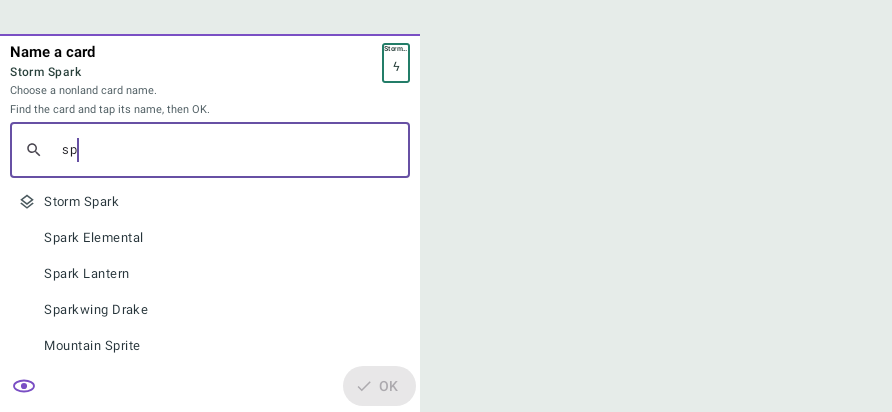 Name a card
Storm..
Storm Spark
Choose a nonland card name.
Find the card and tap its name, then OK.
sp
Storm Spark
Spark Elemental
Spark Lantern
Sparkwing Drake
Mountain Sprite
OK